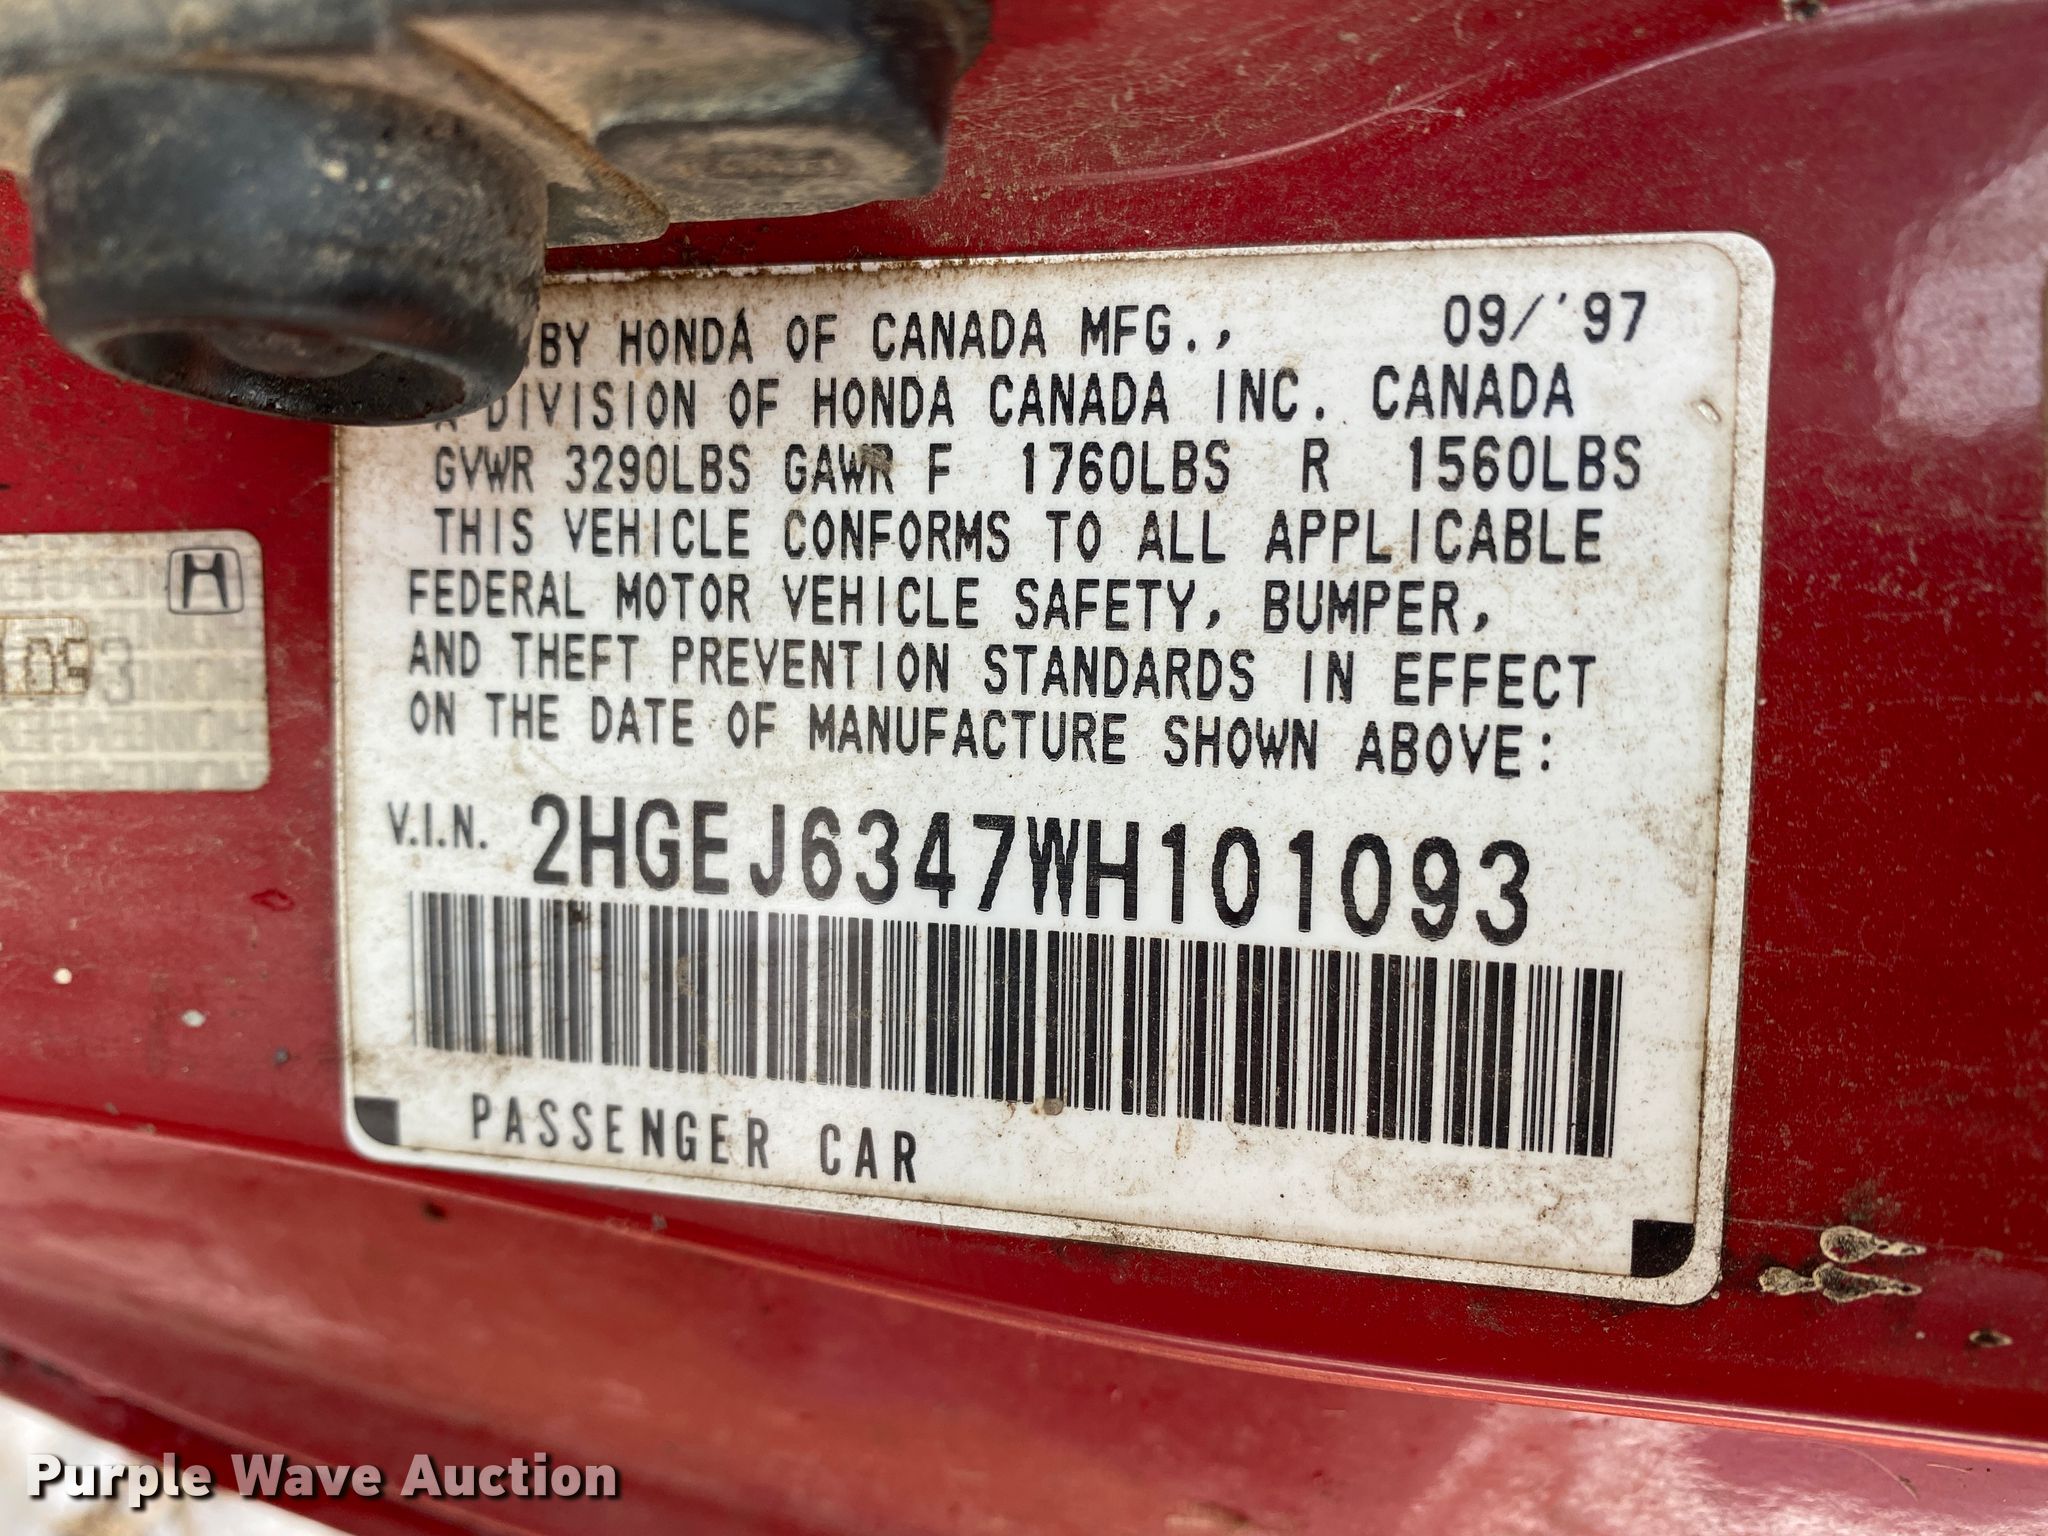 BY HONDA OF CANADA MFG., 09/'97
A DIVISION OF HONDA CANADA INC. CANADA
GVWR 3290LBS GAWR F 1760LBS R 1560LBS
THIS VEHICLE CONFORMS TO ALL APPLICABLE
FEDERAL MOTOR VEHICLE SAFETY, BUMPER,
AND THEFT PREVENTION STANDARDS IN EFFECT
ON THE DATE OF MANUFACTURE SHOWN ABOVE:
V.I.N. 2HGEJ6347WH101093
PASSENGER CAR
Purple Wave Auction